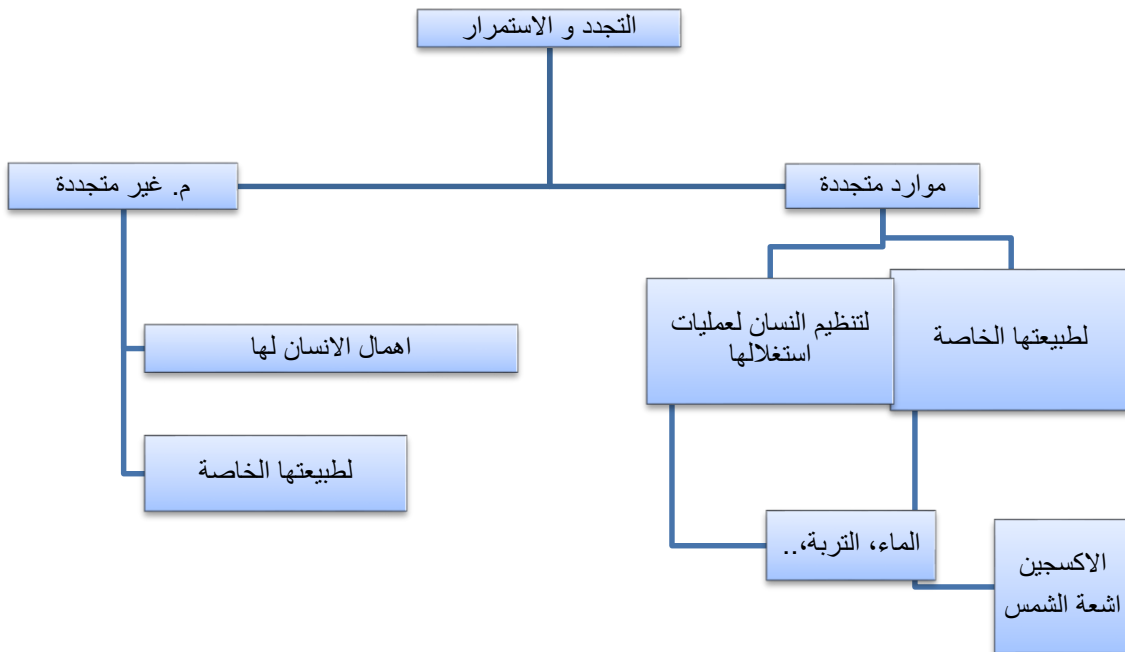 التجدد و الاستمرار
موارد متجددة
م. غير متجددة
لطبيعتها الخاصة
لتنظيم النسان لعمليات
استغلالها
اهمال الانسان لها
لطبيعتها الخاصة
الماء، التربة،..
الاكسجين
اشعة الشمس